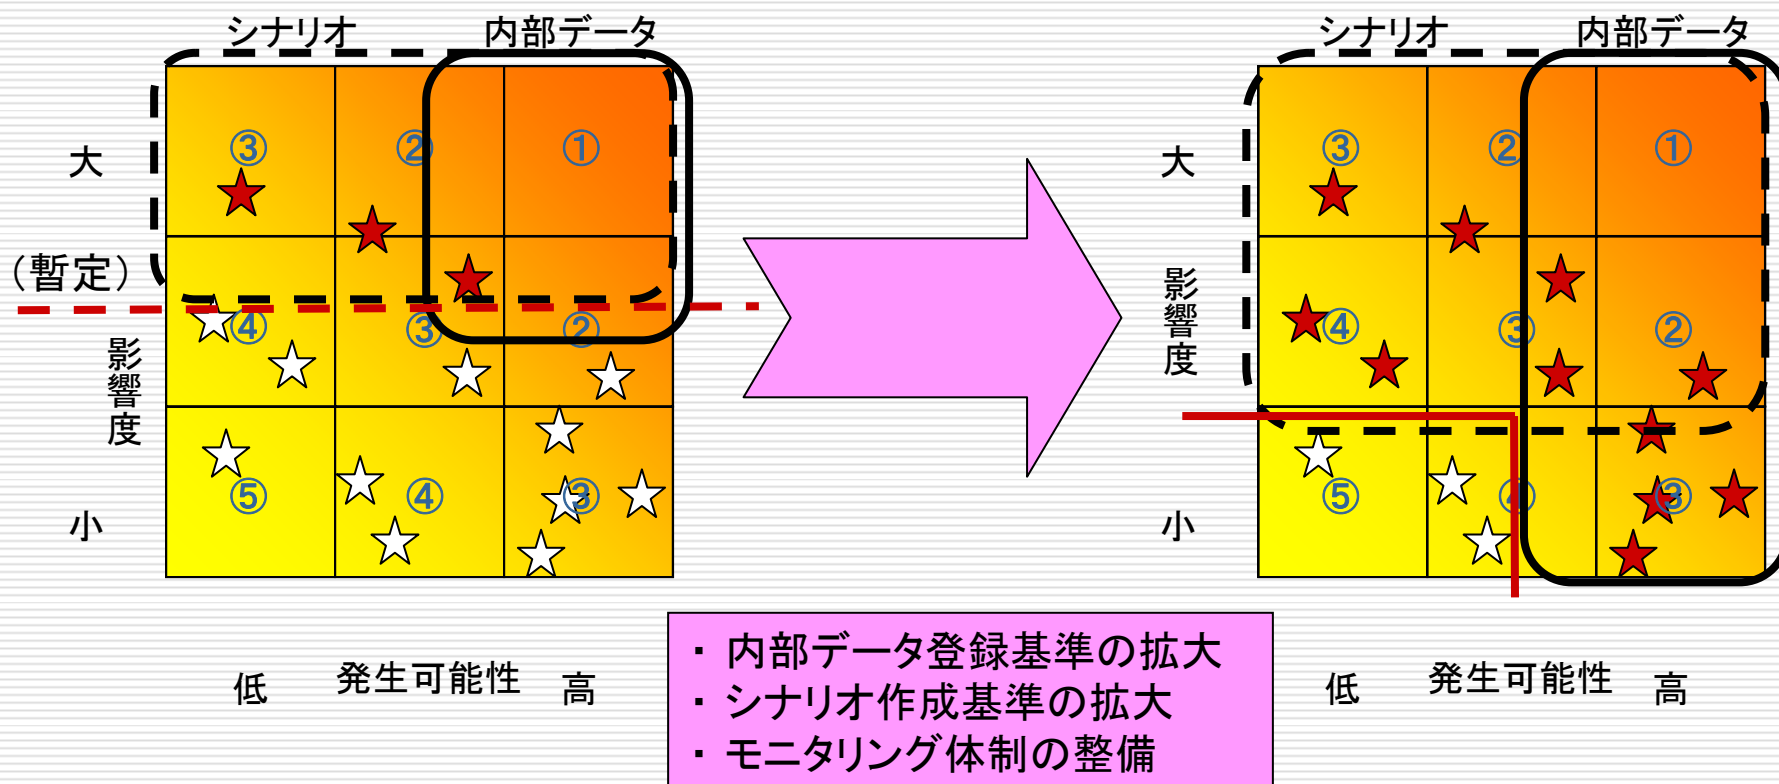 シナリオ
内部データ
大
③
②
①
(暫定)
④
③
②
影響度
⑤
④
③
小
低
発生可能性
高
シナリオ
内部データ
大
③
②
①
影響度
④
③
②
⑤
④
③
小
低
発生可能性
高
・ 内部データ登録基準の拡大
・ シナリオ作成基準の拡大
・ モニタリング体制の整備